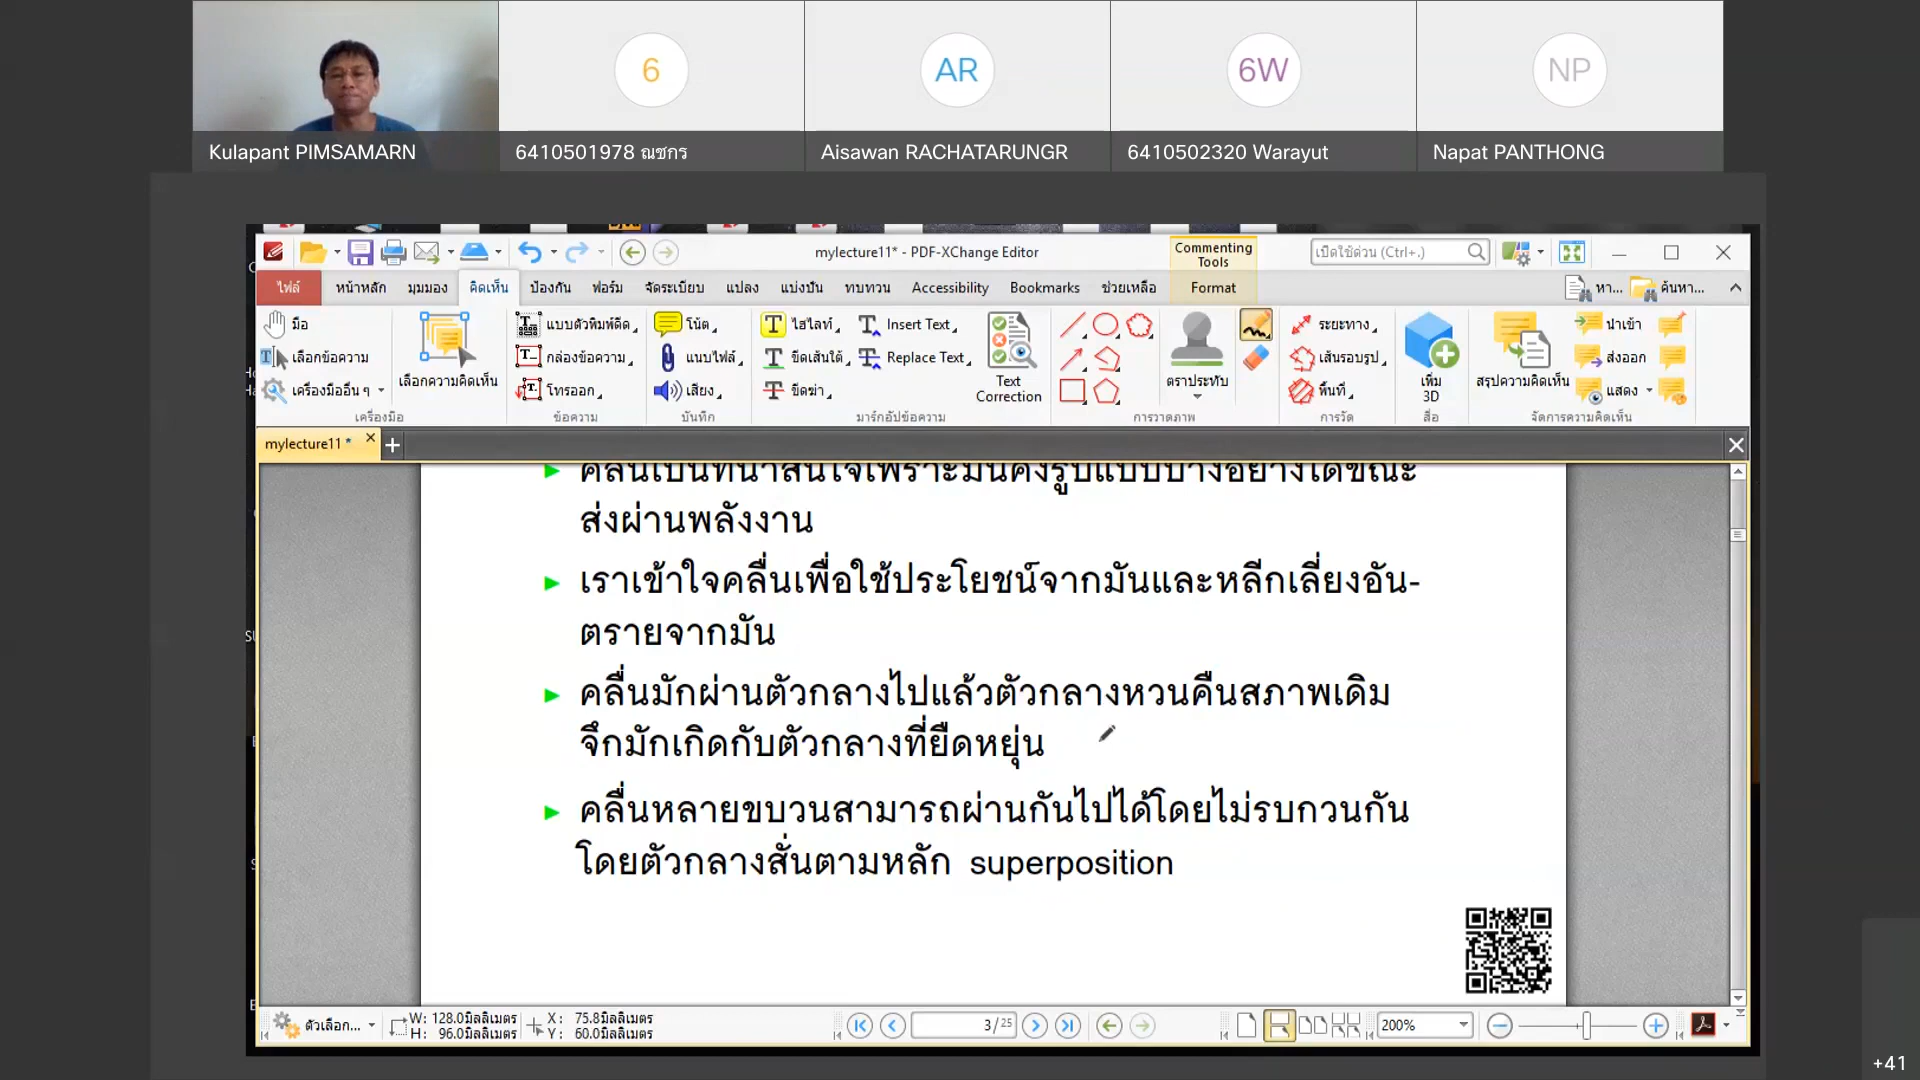 Kulapant PIMSAMARN
6
6410501978 ณชกร
AR
Aisawan RACHATARUNGR
6W
6410502320 Warayut
NP
Napat PANTHONG
mylecture11* - PDF-XChange Editor
Commenting Tools
เปิดใช้ด่วน (Ctrl+.)
ไฟล์ หน้าหลัก มุมมอง คิดเห็น ป้องกัน ฟอร์ม จัดระเบียบ แปลง แบ่งปัน ทบทวน Accessibility Bookmarks ช่วยเหลือ Format หา... ค้นหา...
มือ
เลือกข้อความ
เครื่องมืออื่น ๆ
เครื่องมือ
เลือกความคิดเห็น
แบบตัวพิมพ์ดีด
กล่องข้อความ
โทรออก
ข้อความ
โน้ต
แนบไฟล์
เสียง
บันทึก
ไฮไลท์
ขีดเส้นใต้
ขีดฆ่า
Insert Text
Replace Text
Text Correction
มาร์กอัปข้อความ
ตราประทับ
การวาดภาพ
ระยะทาง
เส้นรอบรูป
พื้นที่
การวัด
เพิ่ม 3D
สื่อ
สรุปความคิดเห็น
นำเข้า
ส่งออก
แสดง
จัดการความคิดเห็น
mylecture11 *
คลื่นเป็นที่น่าสนใจเพราะมันคงรูปแบบบางอย่างได้ขณะ
ส่งผ่านพลังงาน
เราเข้าใจคลื่นเพื่อใช้ประโยชน์จากมันและหลีกเลี่ยงอัน-
ตรายจากมัน
คลื่นมักผ่านตัวกลางไปแล้วตัวกลางหวนคืนสภาพเดิม
จึกมักเกิดกับตัวกลางที่ยืดหยุ่น
คลื่นหลายขบวนสามารถผ่านกันไปได้โดยไม่รบกวนกัน
โดยตัวกลางสั่นตามหลัก superposition
ตัวเลือก...
W: 128.0มิลลิเมตร
H: 96.0มิลลิเมตร
X: 75.8มิลลิเมตร
Y: 60.0มิลลิเมตร
3/25
200%
+41